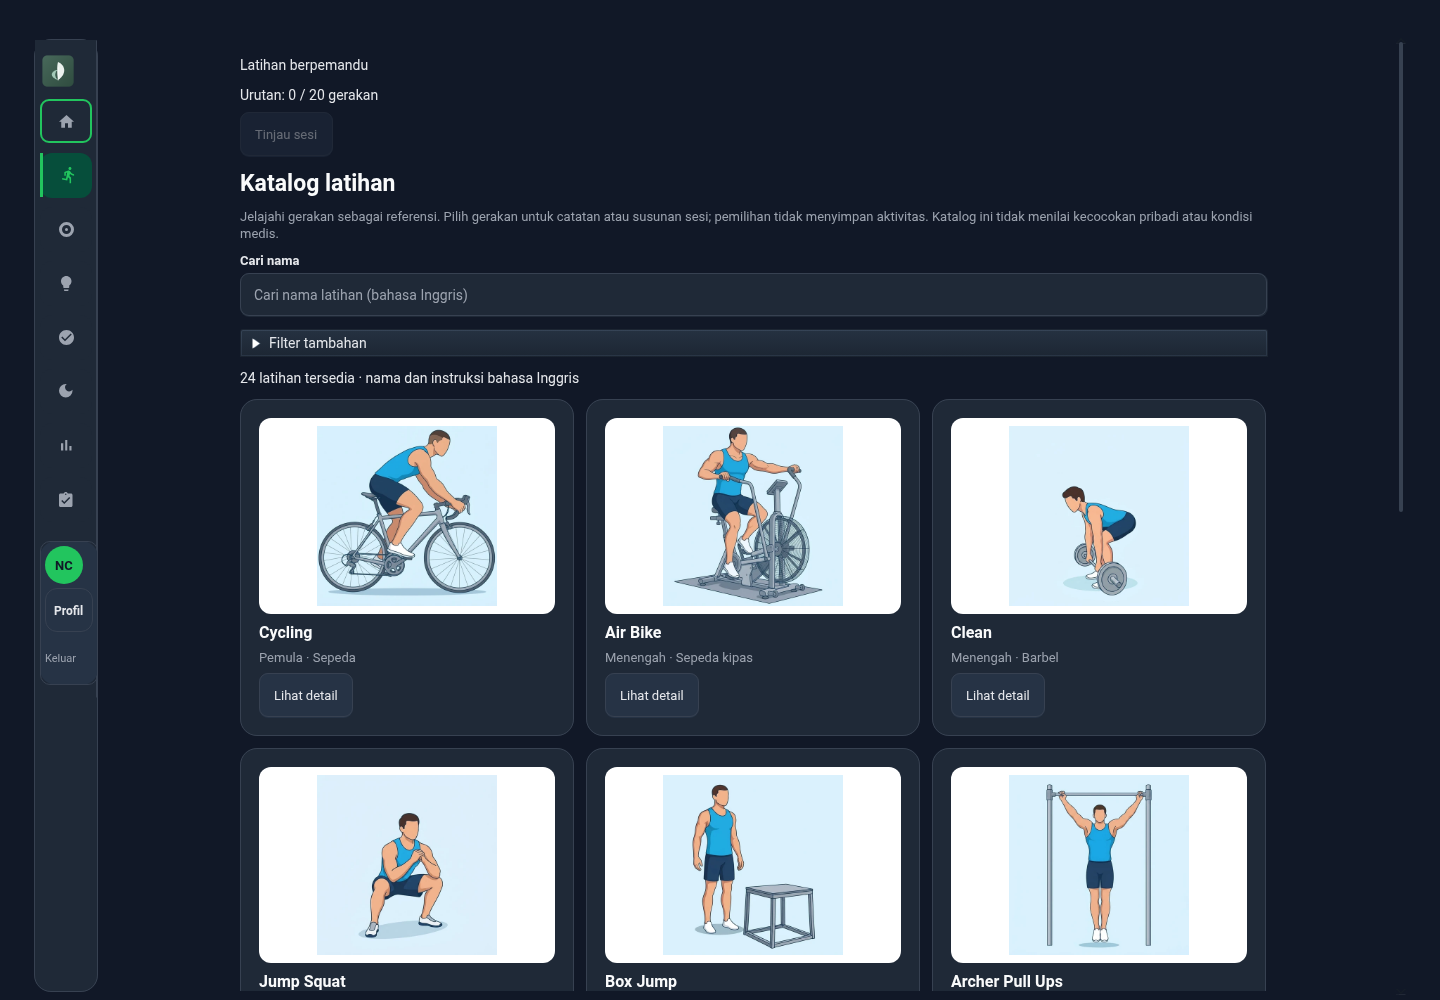 Latihan berpemandu
Urutan: 0 / 20 gerakan
Tinjau sesi
Katalog latihan
Jelajahi gerakan sebagai referensi. Pilih gerakan untuk catatan atau susunan sesi; pemilihan tidak menyimpan aktivitas. Katalog ini tidak menilai kecocokan pribadi atau kondisi
medis.
Cari nama
Cari nama latihan (bahasa Inggris)
Filter tambahan
24 latihan tersedia · nama dan instruksi bahasa Inggris
NC
Profil
Keluar
Cycling
Pemula · Sepeda
Lihat detail
Air Bike
Menengah · Sepeda kipas
Lihat detail
Clean
Menengah · Barbel
Lihat detail
Jump Squat
Box Jump
Archer Pull Ups